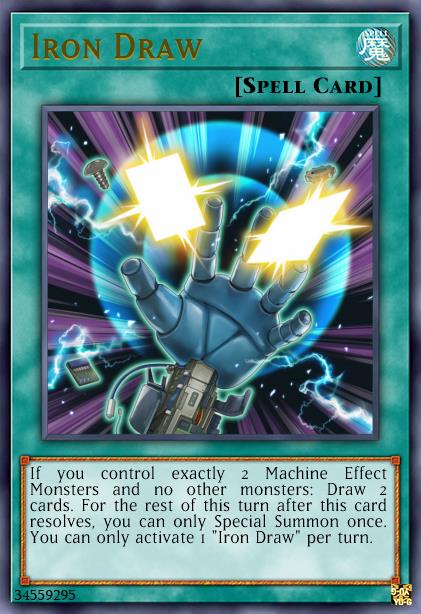 Iron Draw
SPELL
魔
[Spell Card]
If you control exactly 2 Machine Effect
Monsters and no other monsters: Draw 2
cards. For the rest of this turn after this card
resolves, you can only Special Summon once.
You can only activate 1 "Iron Draw" per turn.
34559295